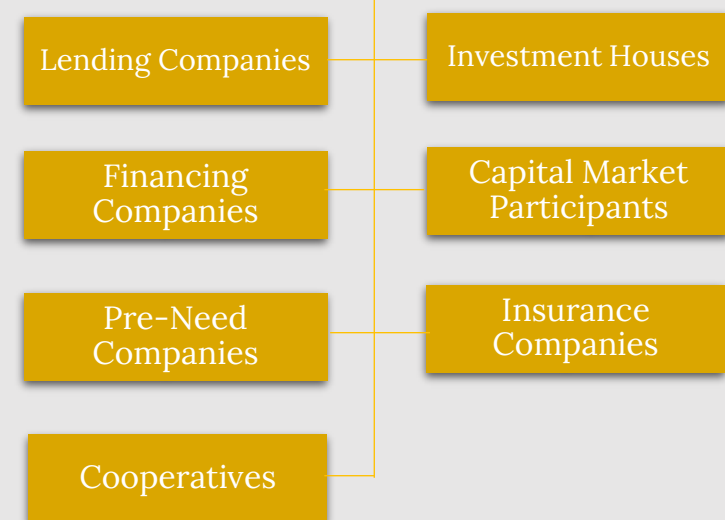 Lending Companies
Investment Houses
Financing
Companies
Capital Market
Participants
Pre-Need
Companies
Insurance
Companies
Cooperatives